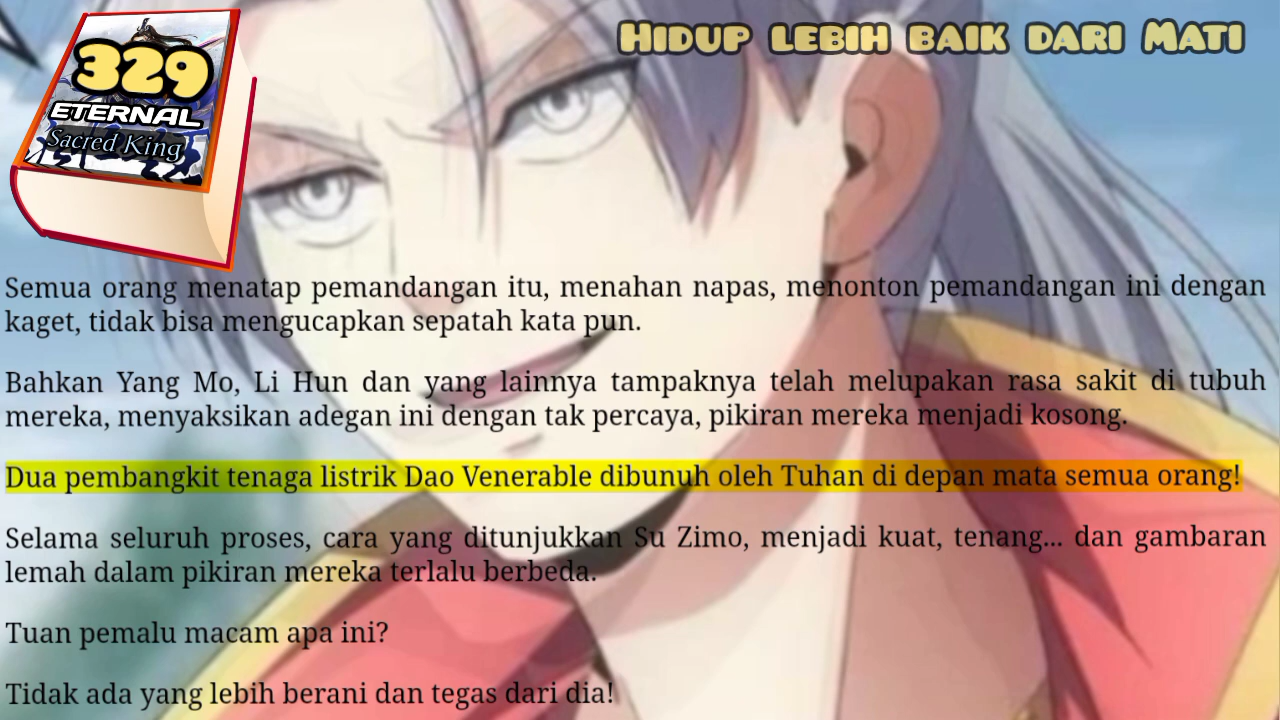 Hidup lebih baik dari Mati
329
ETERNAL
Sacred King
Semua orang menatap pemandangan itu, menahan napas, menonton pemandangan ini dengan
kaget, tidak bisa mengucapkan sepatah kata pun.
Bahkan Yang Mo, Li Hun dan yang lainnya tampaknya telah melupakan rasa sakit di tubuh
mereka, menyaksikan adegan ini dengan tak percaya, pikiran mereka menjadi kosong.
Dua pembangkit tenaga listrik Dao Venerable dibunuh oleh Tuhan di depan mata semua orang!
Selama seluruh proses, cara yang ditunjukkan Su Zimo, menjadi kuat, tenang... dan gambaran
lemah dalam pikiran mereka terlalu berbeda.
Tuan pemalu macam apa ini?
Tidak ada yang lebih berani dan tegas dari dia!